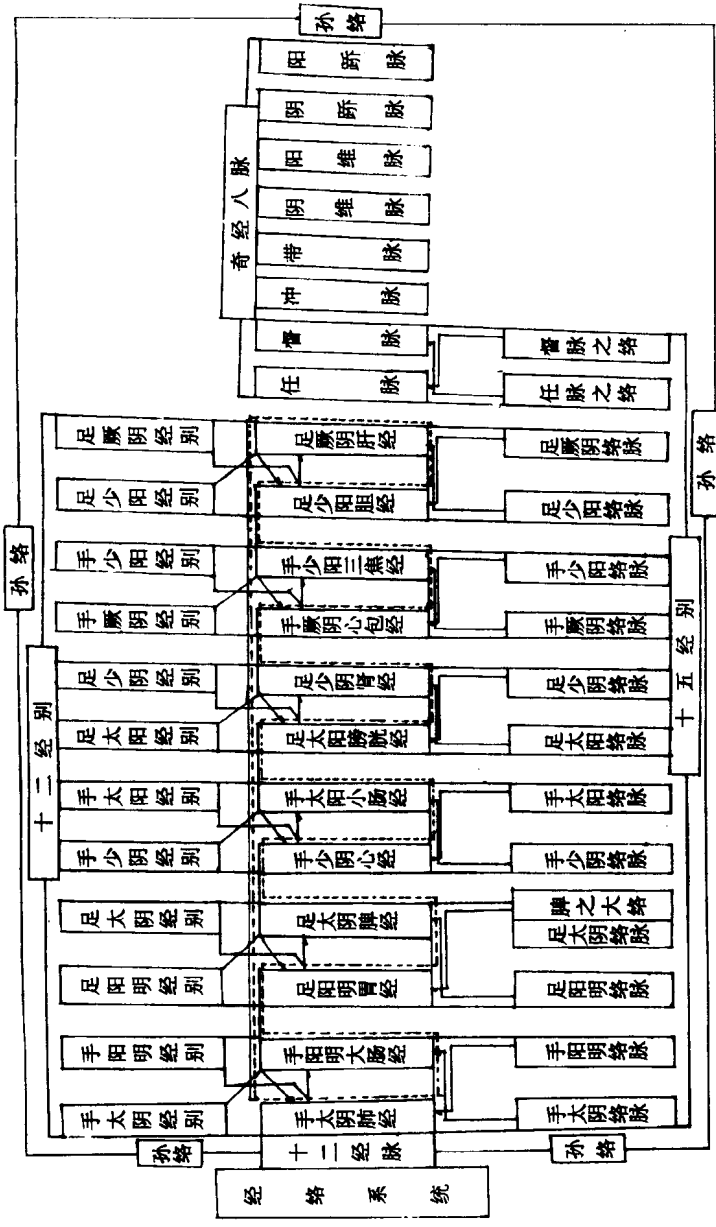 经络系统
十二经脉
孙络
孙络
十二经别
手太阴经别
手阳明经别
足阳明经别
足太阴经别
手少阴经别
手太阳经别
足太阳经别
足少阴经别
手厥阴经别
手少阳经别
足少阳经别
足厥阴经别
孙络
手太阴肺经
手阳明大肠经
足阳明胃经
足太阴脾经
手少阴心经
手太阳小肠经
足太阳膀胱经
足少阴肾经
手厥阴心包经
手少阳三焦经
足少阳胆经
足厥阴肝经
奇经八脉
任脉
督脉
冲脉
带脉
阴维脉
阳维脉
阴跷脉
阳跷脉
孙络
手太阴络脉
手阳明络脉
足阳明络脉
足太阴络脉
脾之大络
手少阴络脉
手太阳络脉
足太阳络脉
足少阴络脉
手厥阴络脉
手少阳络脉
足少阳络脉
足厥阴络脉
任脉之络
督脉之络
十五经别
孙络